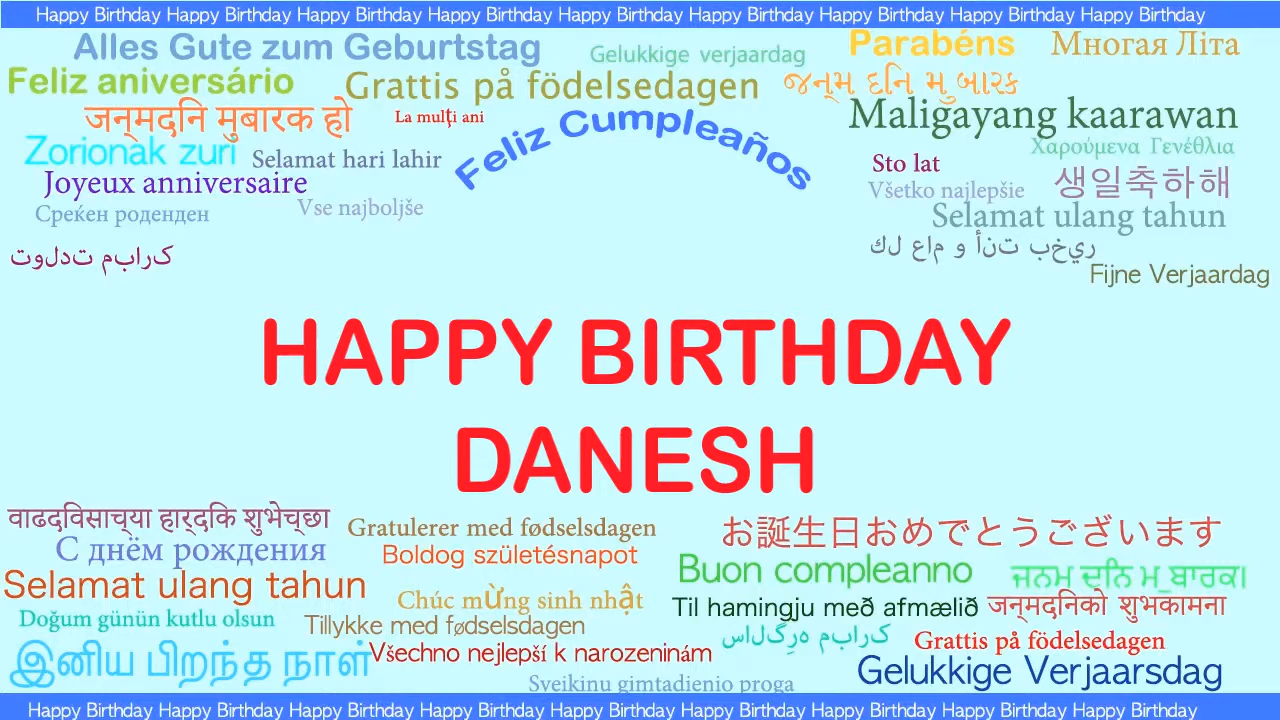 Happy Birthday Happy Birthday Happy Birthday Happy Birthday Happy Birthday Happy Birthday Happy Birthday Happy Birthday Happy Birthday
Alles Gute zum Geburtstag
Gelukkige verjaardag
Parabéns
Многая Літа
Feliz aniversário
Grattis på födelsedagen
જન્મ દિન મુબારક
जन्मदिन मुबारक हो
La mulţi ani
Feliz Cumpleaños
Maligayang kaarawan
Zorionak zuri
Selamat hari lahir
Sto lat
Χαρούμενα Γενέθλια
Joyeux anniversaire
Všetko najlepšie
생일축하해
Среќен роденден
Vse najboljše
Selamat ulang tahun
تولدت مبارک
كل عام و أنت بخير
Fijne Verjaardag
HAPPY BIRTHDAY
DANESH
वाढदिवसाच्या हार्दिक शुभेच्छा
Gratulerer med fødselsdagen
お誕生日おめでとうございます
С днём рождения
Boldog születésnapot
Buon compleanno
ਜਨਮ ਦਿਨ ਮੁਬਾਰਕ।
Selamat ulang tahun
Chúc mừng sinh nhật
Til hamingju með afmælið
जन्मदिनको शुभकामना
Doğum günün kutlu olsun
Tillykke med fødselsdagen
سالگرہ مبارک
Grattis på födelsedagen
இனிய பிறந்த நாள்
Všechno nejlepší k narozeninám
Gelukkige Verjaarsdag
Sveikinu gimtadienio proga
Happy Birthday Happy Birthday Happy Birthday Happy Birthday Happy Birthday Happy Birthday Happy Birthday Happy Birthday Happy Birthday